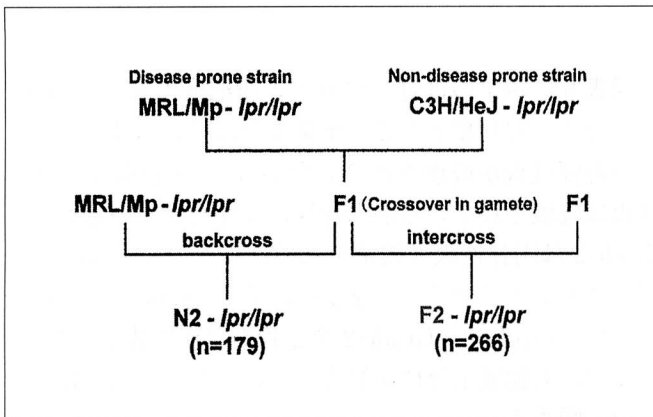 Disease prone strain Non-disease prone strain
MRL/Mp - lpr/lpr C3H/HeJ - lpr/lpr
MRL/Mp - lpr/lpr F1 (Crossover in gamete) F1
backcross intercross
N2 - lpr/lpr F2 - lpr/lpr
(n=179) (n=266)